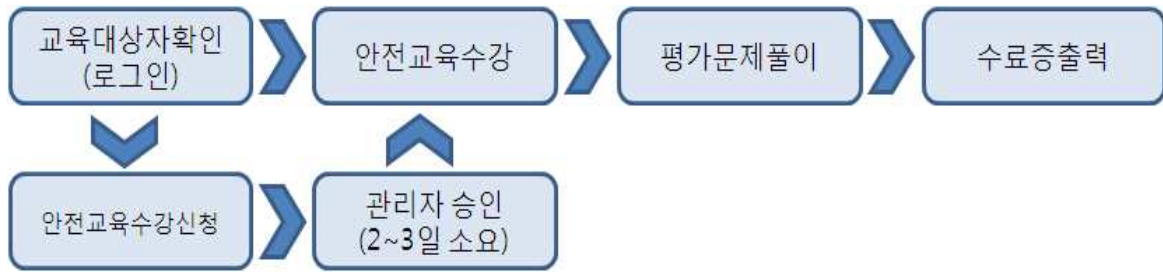 교육대상자확인
(로그인)
안전교육수강
평가문제풀이
수료증출력
안전교육수강신청
관리자 승인
(2~3일 소요)